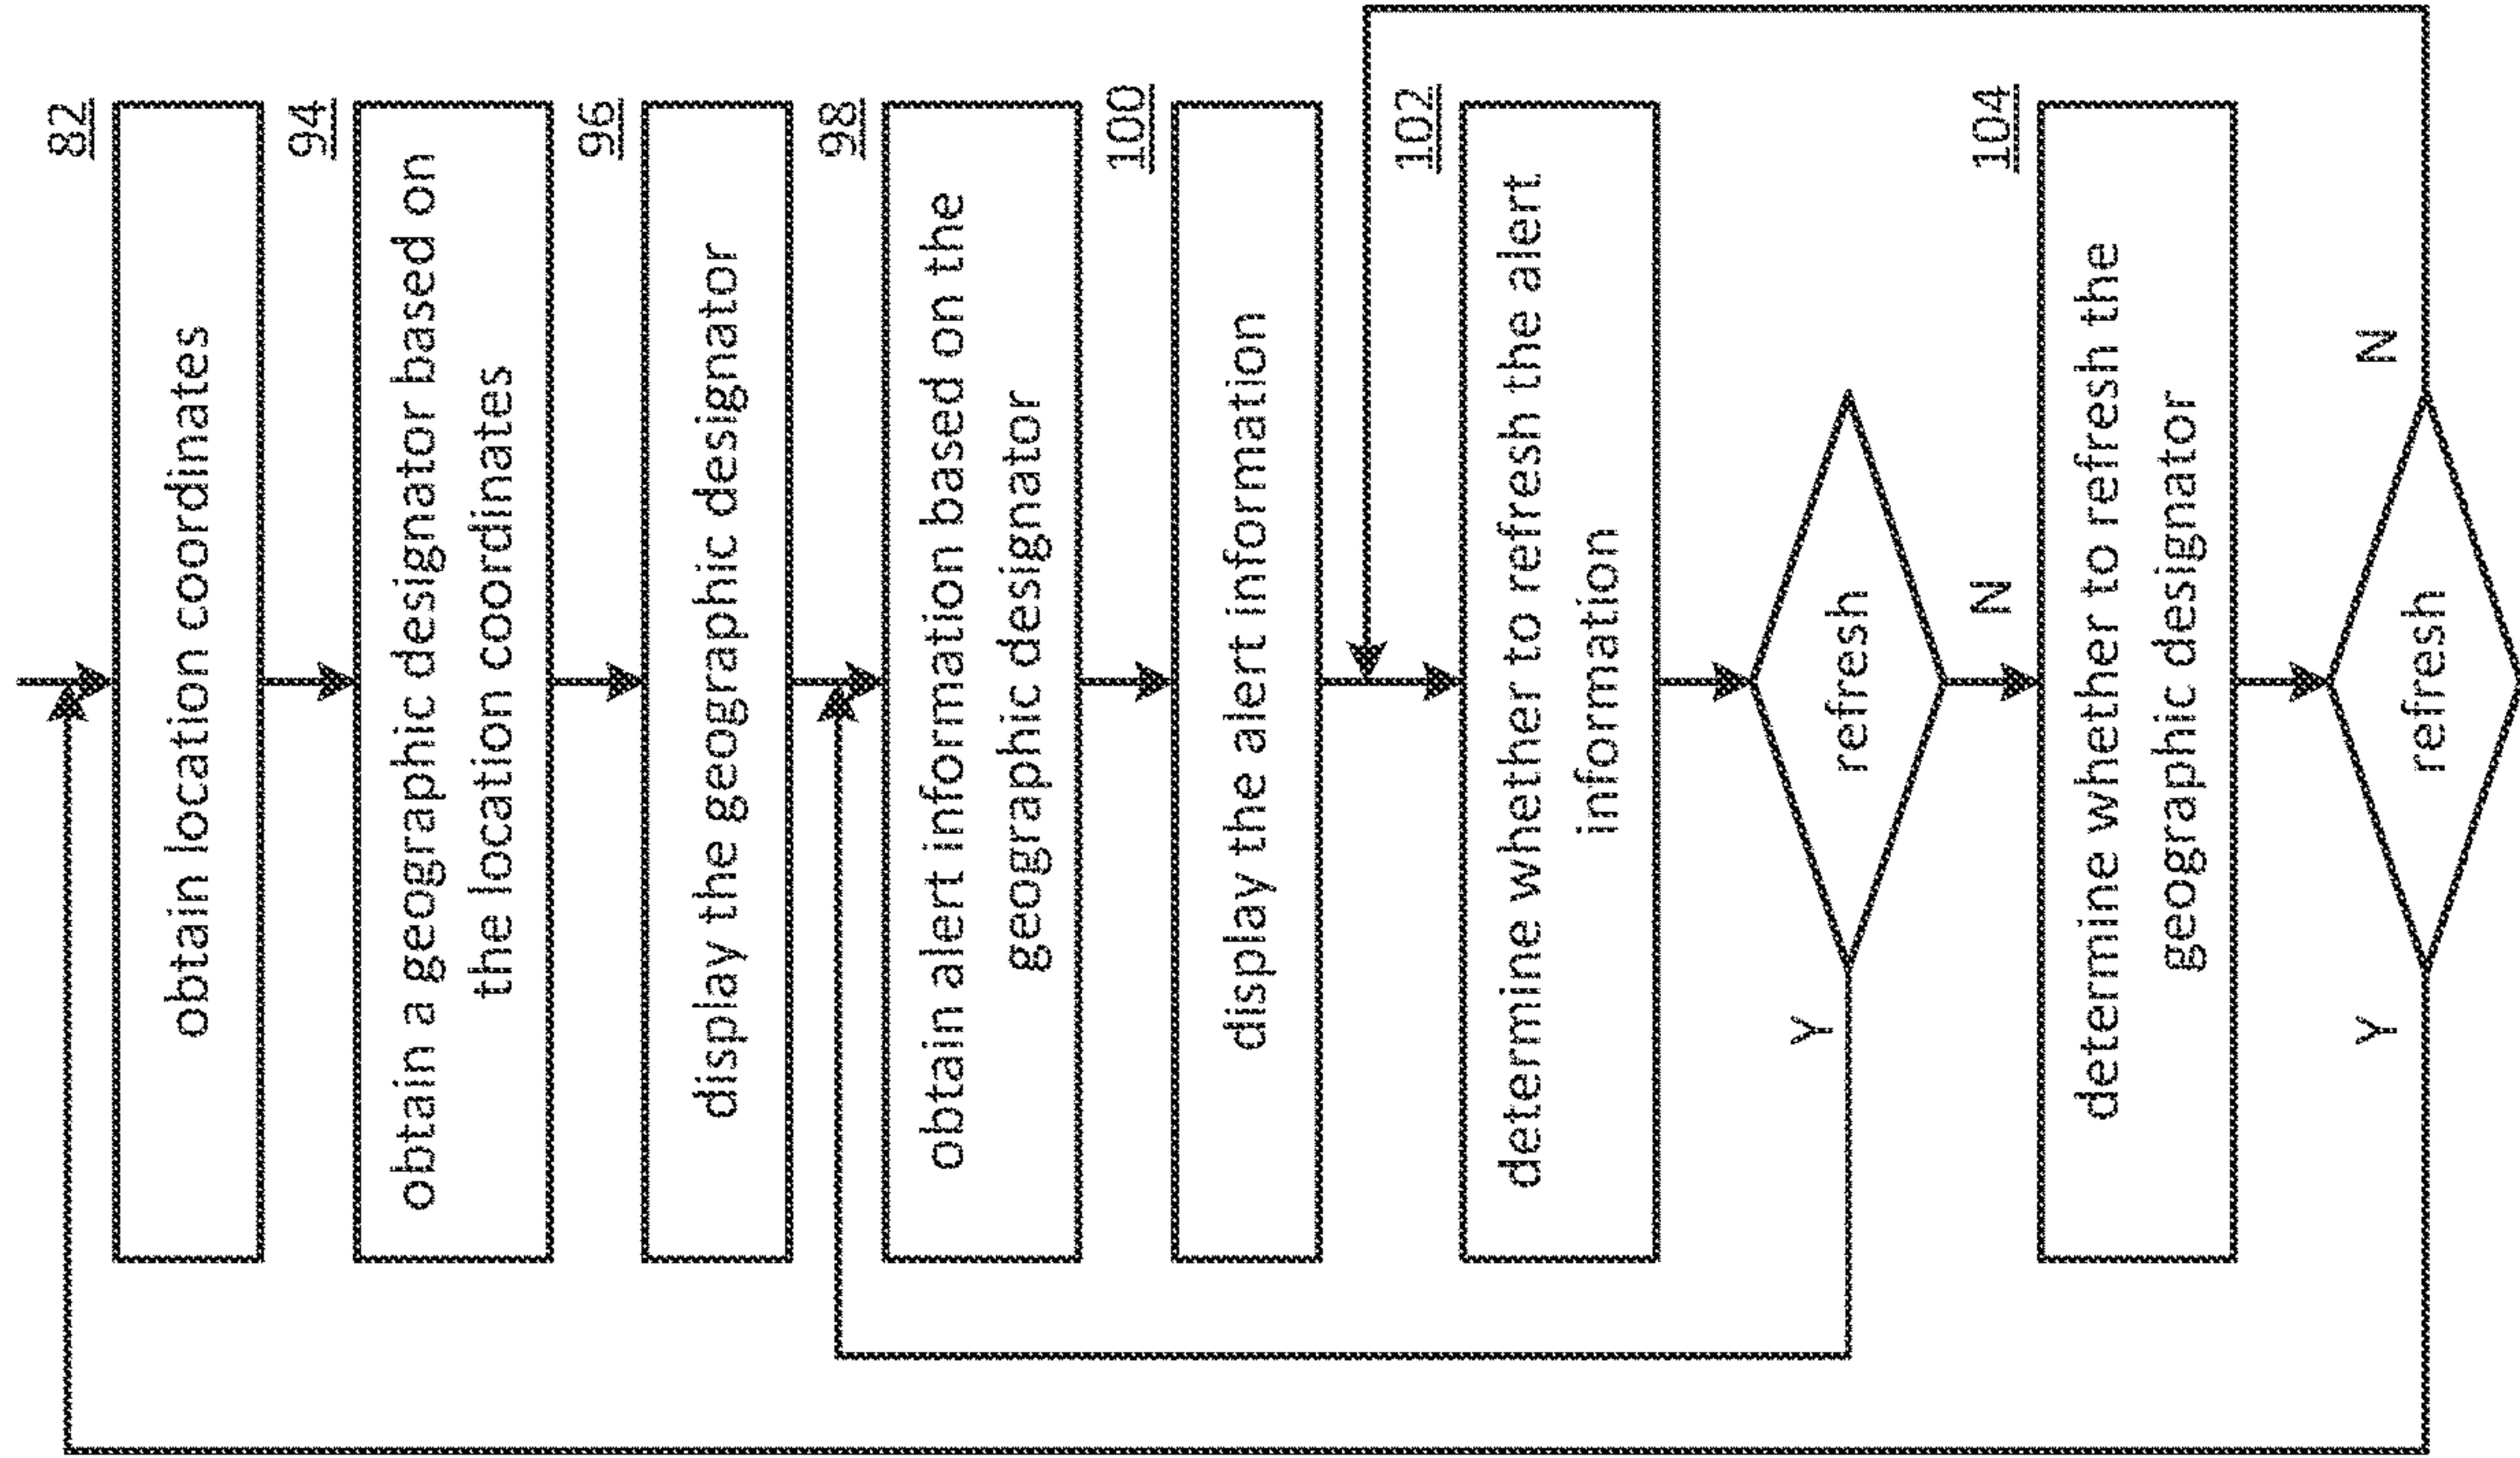 82
obtain location coordinates
94
obtain a geographic designator based on
the location coordinates
96
display the geographic designator
98
obtain alert information based on the
geographic designator
100
display the alert information
102
determine whether to refresh the alert
information
refresh
Y
N
104
determine whether to refresh the
geographic designator
refresh
Y
N